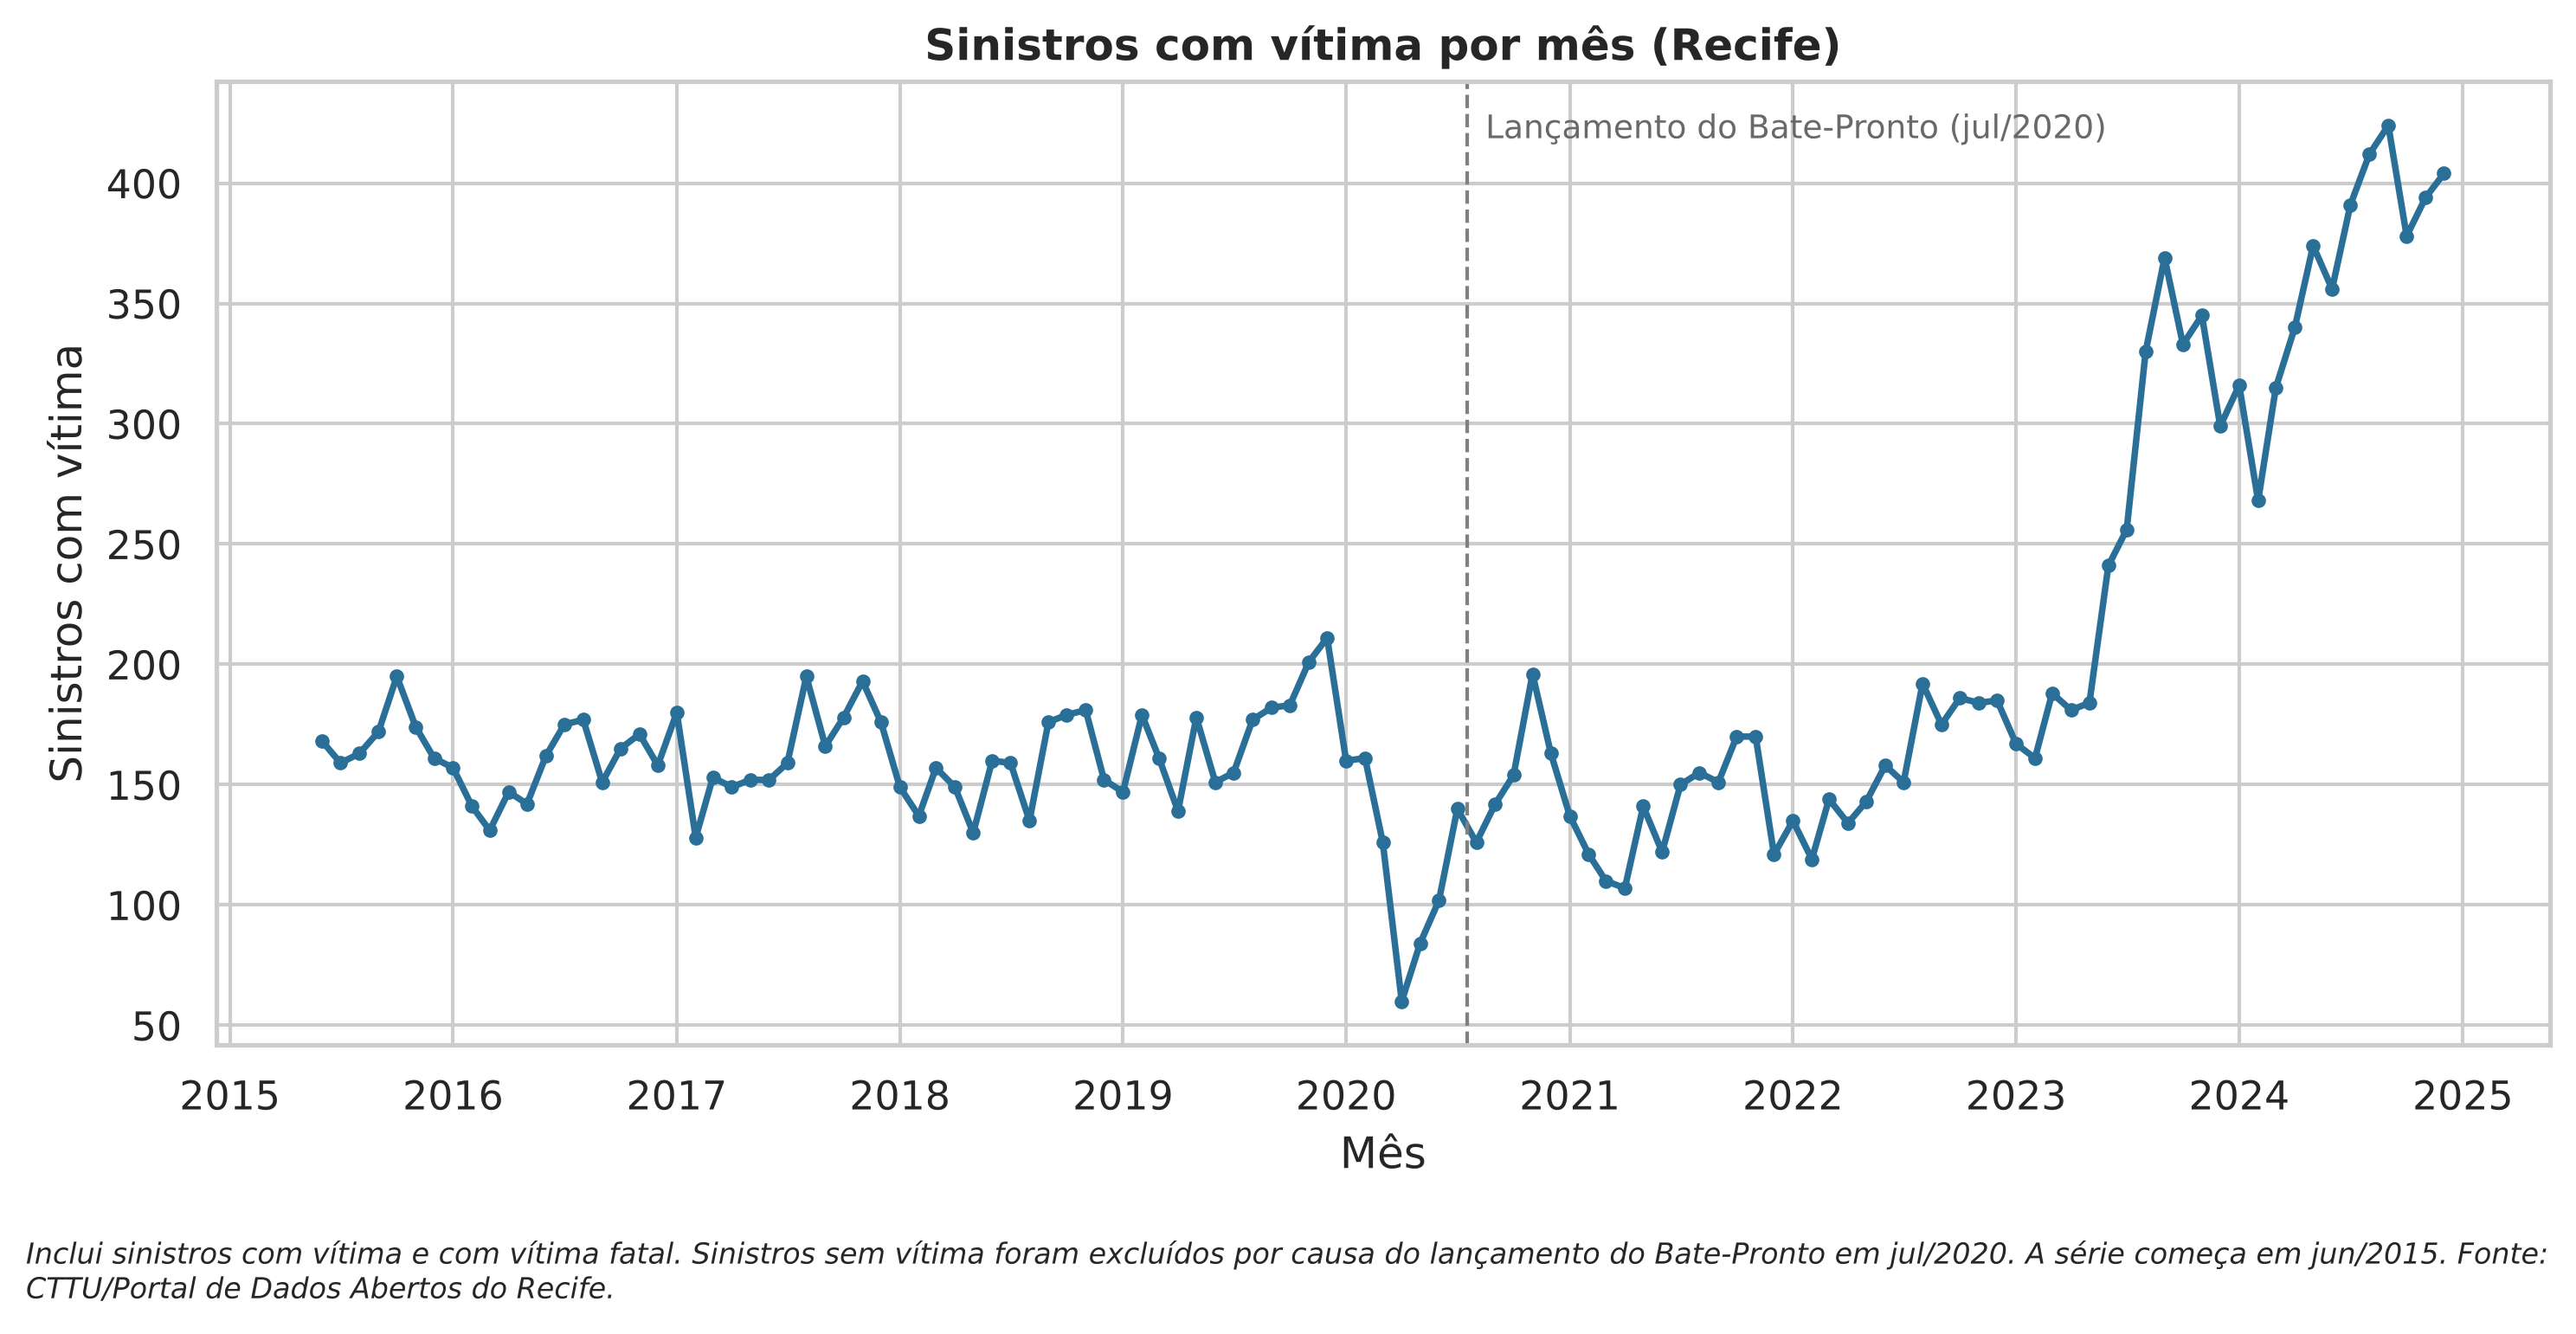 Sinistros com vítima por mês (Recife)
Lançamento do Bate-Pronto (jul/2020)
Sinistros com vítima
400
350
300
250
200
150
100
50
2015 2016 2017 2018 2019 2020 2021 2022 2023 2024 2025
Mês
Inclui sinistros com vítima e com vítima fatal. Sinistros sem vítima foram excluídos por causa do lançamento do Bate-Pronto em jul/2020. A série começa em jun/2015. Fonte:
CTTU/Portal de Dados Abertos do Recife.